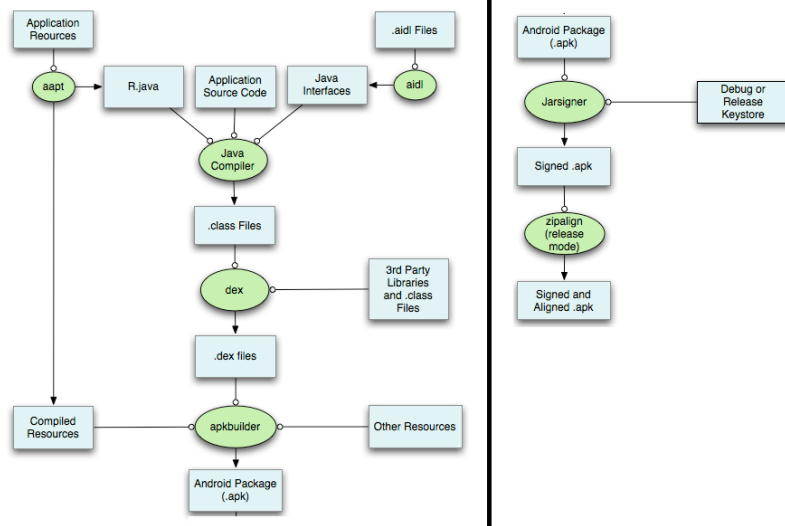 Application
Reources
.aidl Files
aapt
R.java
Application
Source Code
Java
Interfaces
aidl
Java
Compiler
.class Files
dex
3rd Party
Libraries
and .class
Files
.dex files
Compiled
Resources
apkbuilder
Other Resources
Android Package
(.apk)
Android Package
(.apk)
Jarsigner
Debug or
Release
Keystore
Signed .apk
zipalign
(release
mode)
Signed and
Aligned .apk